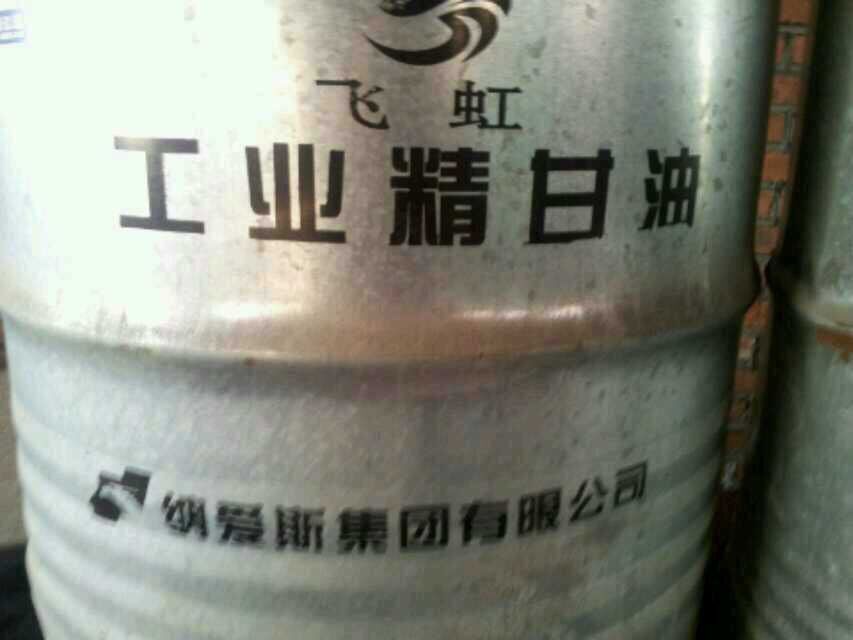 飞虹
工业精甘油
纳爱斯集团有限公司